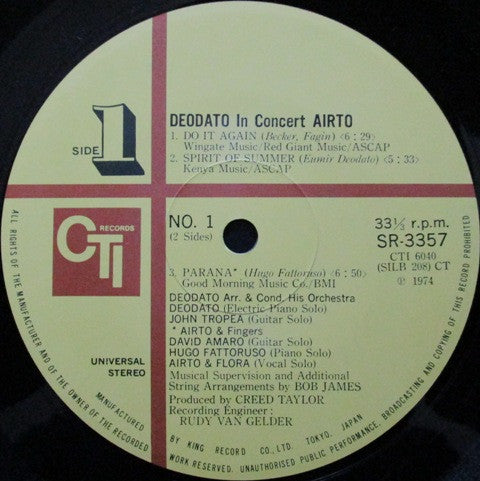 DEODATO In Concert AIRTO
SIDE 1
1. DO IT AGAIN (Becker, Fagin) <6:29>
Wingate Music/Red Giant Music/ASCAP
2. SPIRIT OF SUMMER (Eumir Deodato) <5:33>
Kenya Music/ASCAP
CTI RECORDS
NO. 1
(2 Sides)
33⅓ r.p.m.
SR-3357
CTI 6040
(SILB 208) CT
Ⓟ 1974
3. PARANA* (Hugo Fattoruso) <6:50>
Good Morning Music Co./BMI
DEODATO Arr. & Cond. His Orchestra
DEODATO (Electric Piano Solo)
JOHN TROPEA (Guitar Solo)
* AIRTO & Fingers
DAVID AMARO (Guitar Solo)
HUGO FATTORUSO (Piano Solo)
AIRTO & FLORA (Vocal Solo)
Musical Supervision and Additional
String Arrangements by BOB JAMES
Produced by CREED TAYLOR
Recording Engineer:
RUDY VAN GELDER
UNIVERSAL
STEREO
MANUFACTURED BY KING RECORD CO., LTD. TOKYO, JAPAN
ALL RIGHTS OF THE MANUFACTURER AND OF THE OWNER OF THE RECORDED WORK RESERVED. UNAUTHORISED PUBLIC PERFORMANCE, BROADCASTING AND COPYING OF THIS RECORD PROHIBITED